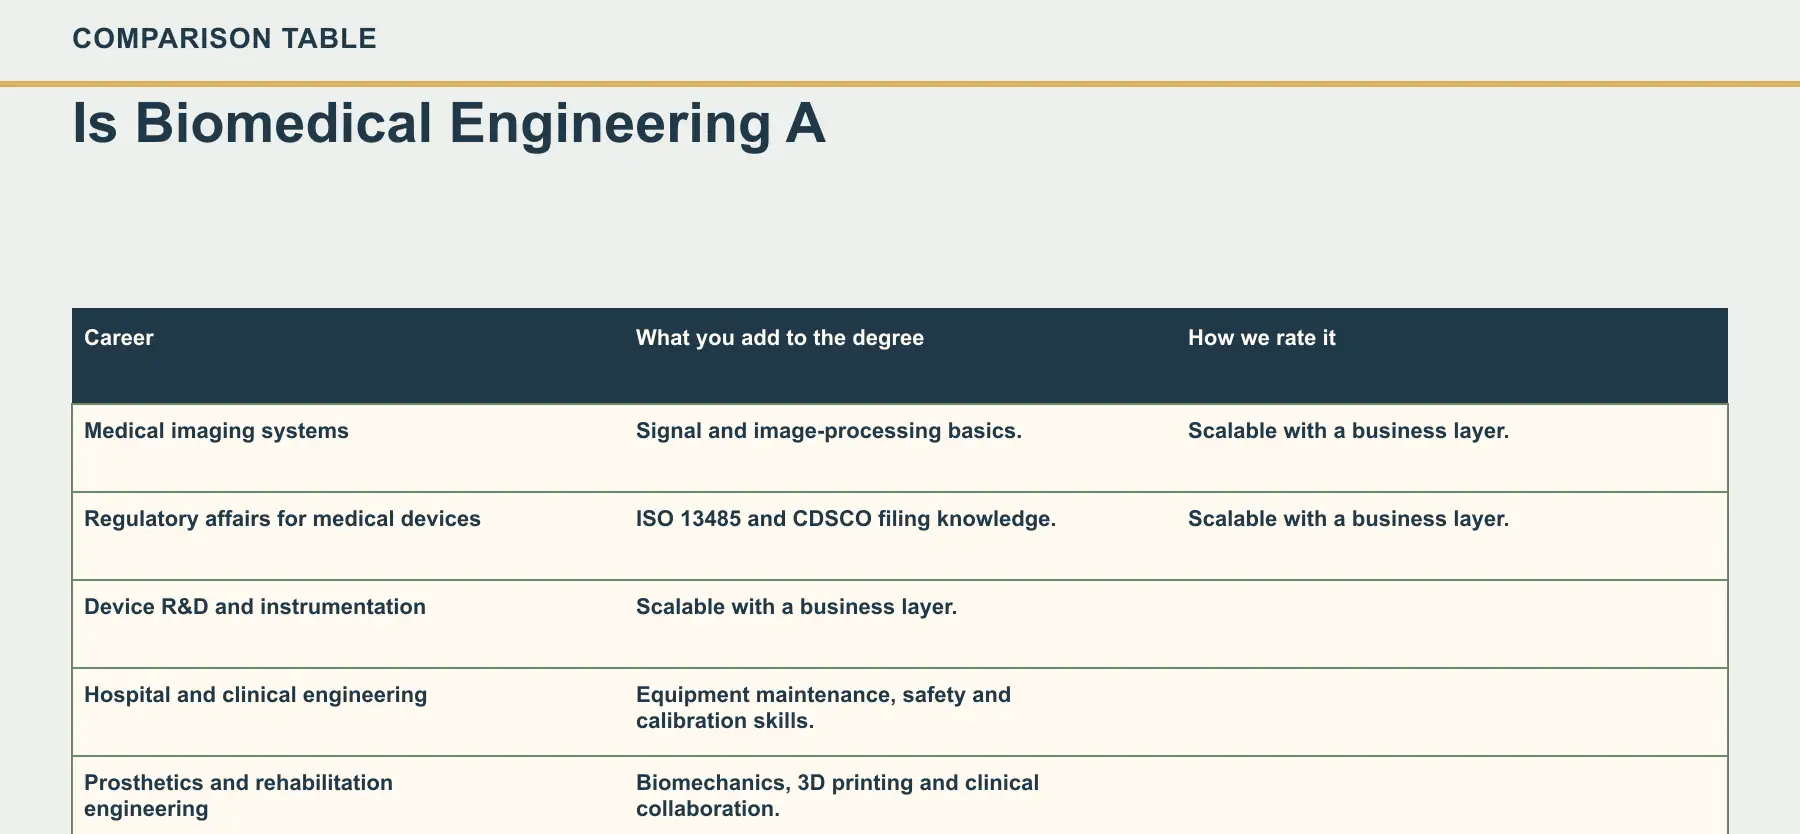 COMPARISON TABLE
Is Biomedical Engineering A
Career What you add to the degree How we rate it
Medical imaging systems Signal and image-processing basics. Scalable with a business layer.
Regulatory affairs for medical devices ISO 13485 and CDSCO filing knowledge. Scalable with a business layer.
Device R&D and instrumentation Scalable with a business layer.
Hospital and clinical engineering Equipment maintenance, safety and
calibration skills.
Prosthetics and rehabilitation Biomechanics, 3D printing and clinical
engineering collaboration.